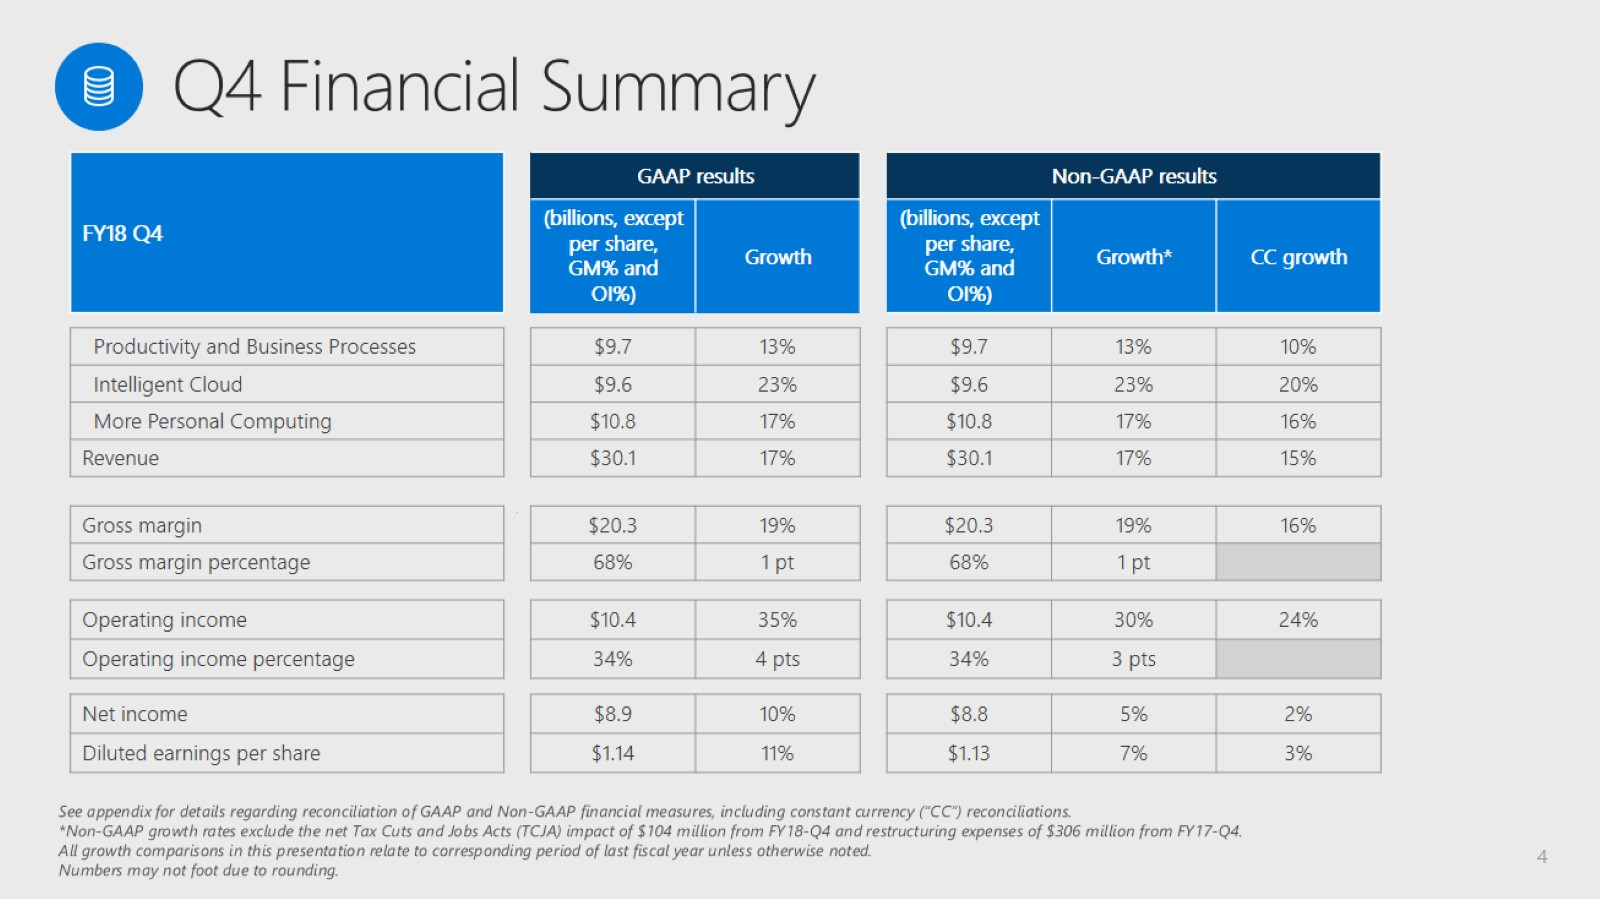 Q4 Financial Summary
FY18 Q4
GAAP results
Non-GAAP results
(billions, except
per share,
GM% and
OI%)
Growth
(billions, except
per share,
GM% and
OI%)
Growth*
CC growth
Productivity and Business Processes $9.7 13% $9.7 13% 10%
Intelligent Cloud $9.6 23% $9.6 23% 20%
More Personal Computing $10.8 17% $10.8 17% 16%
Revenue $30.1 17% $30.1 17% 15%
Gross margin $20.3 19% $20.3 19% 16%
Gross margin percentage 68% 1 pt 68% 1 pt
Operating income $10.4 35% $10.4 30% 24%
Operating income percentage 34% 4 pts 34% 3 pts
Net income $8.9 10% $8.8 5% 2%
Diluted earnings per share $1.14 11% $1.13 7% 3%
See appendix for details regarding reconciliation of GAAP and Non-GAAP financial measures, including constant currency (“CC”) reconciliations.
*Non-GAAP growth rates exclude the net Tax Cuts and Jobs Acts (TCJA) impact of $104 million from FY18-Q4 and restructuring expenses of $306 million from FY17-Q4.
All growth comparisons in this presentation relate to corresponding period of last fiscal year unless otherwise noted.
Numbers may not foot due to rounding.
4